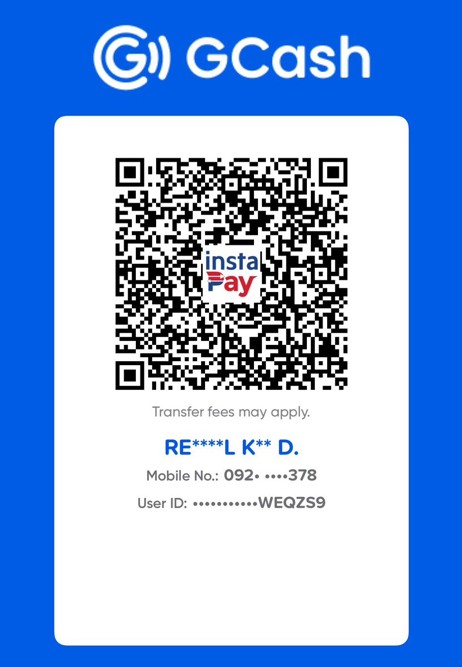 GCash
insta
Pay
Transfer fees may apply.
RE****L K** D.
Mobile No.: 092• ••••378
User ID: •••••••••••WEQZS9